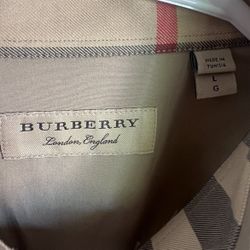 MADE IN
TUNISIA
L
G
BURBERRY
London, England